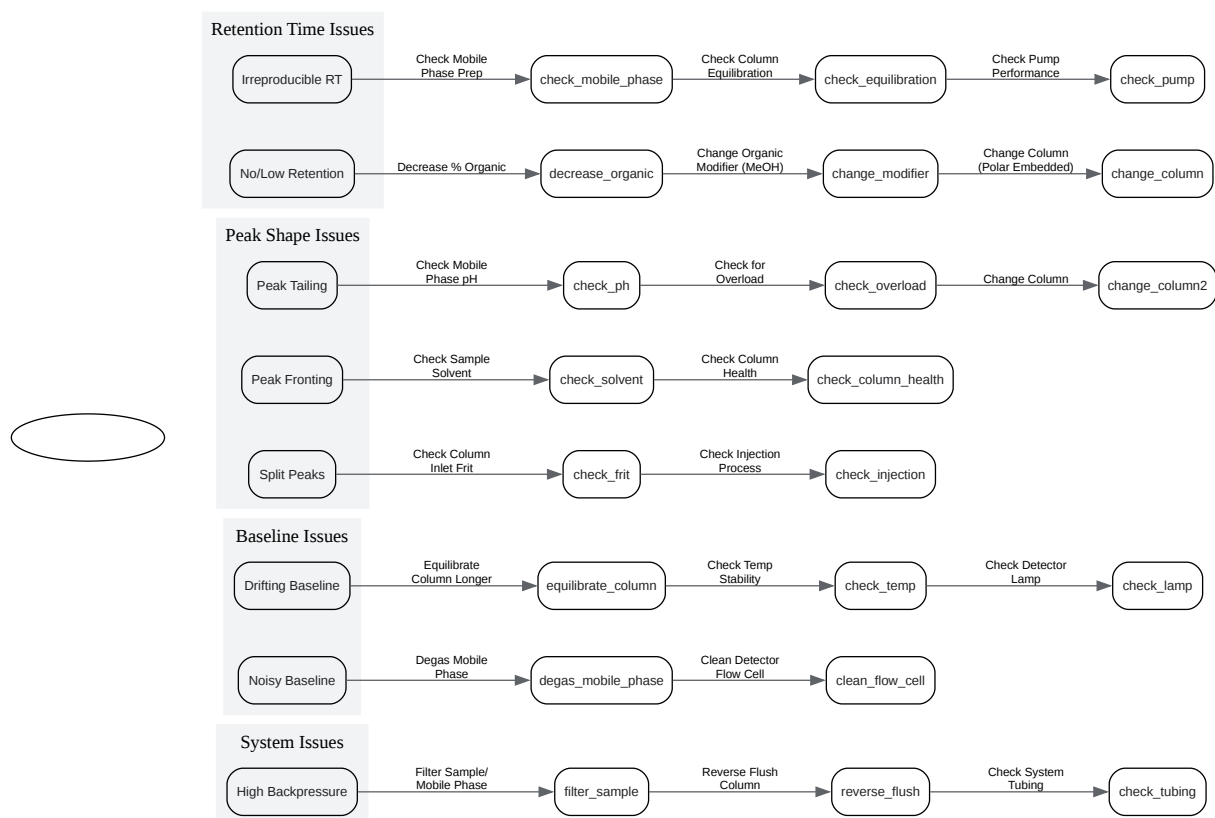 Retention Time Issues
Irreproducible RT
Check Mobile
Phase Prep
check_mobile_phase
Check Column
Equilibration
check_equilibration
Check Pump
Performance
check_pump
No/Low Retention
Decrease % Organic
decrease_organic
Change Organic
Modifier (MeOH)
change_modifier
Change Column
(Polar Embedded)
change_column
Peak Shape Issues
Peak Tailing
Check Mobile
Phase pH
check_ph
Check for
Overload
check_overload
Change Column
change_column2
Peak Fronting
Check Sample
Solvent
check_solvent
Check Column
Health
check_column_health
Split Peaks
Check Column
Inlet Frit
check_frit
Check Injection
Process
check_injection
Baseline Issues
Drifting Baseline
Equilibrate
Column Longer
equilibrate_column
Check Temp
Stability
check_temp
Check Detector
Lamp
check_lamp
Noisy Baseline
Degas Mobile
Phase
degas_mobile_phase
Clean Detector
Flow Cell
clean_flow_cell
System Issues
High Backpressure
Filter Sample/
Mobile Phase
filter_sample
Reverse Flush
Column
reverse_flush
Check System
Tubing
check_tubing